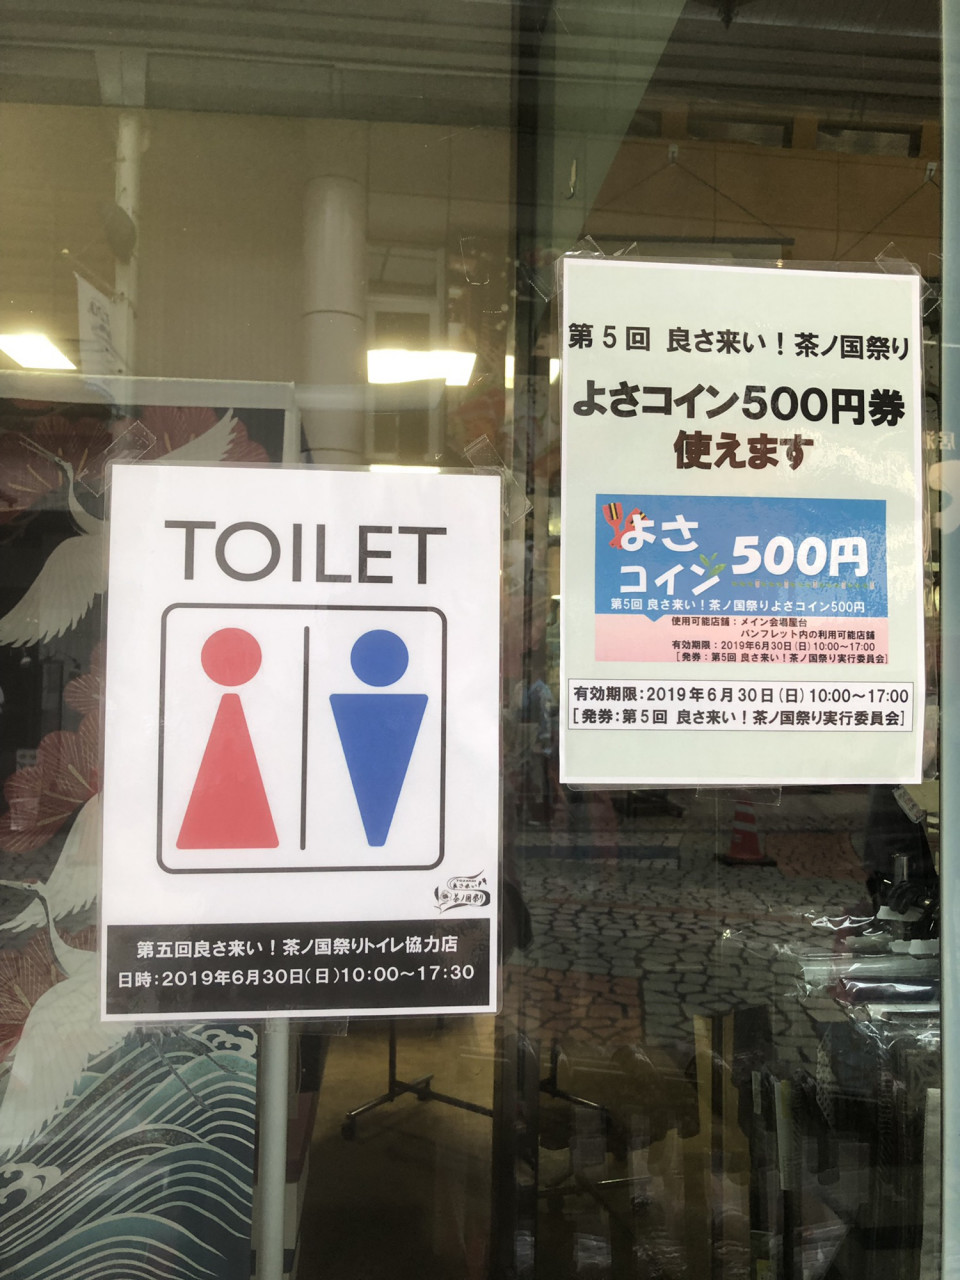 TOILET
よさ来い!
茶ノ国祭り
第五回良さ来い!茶ノ国祭りトイレ協力店
日時:2019年6月30日(日)10:00～17:30
第5回 良さ来い!茶ノ国祭り
よさコイン500円券
使えます
よさ
コイン 500円
第5回 良さ来い!茶ノ国祭りよさコイン500円
使用可能店舗:メイン会場屋台
パンフレット内の利用可能店舗
有効期限:2019年6月30日(日)10:00～17:00
[発券:第5回 良さ来い!茶ノ国祭り実行委員会]
有効期限:2019年6月30日(日)10:00～17:00
[発券:第5回 良さ来い!茶ノ国祭り実行委員会]